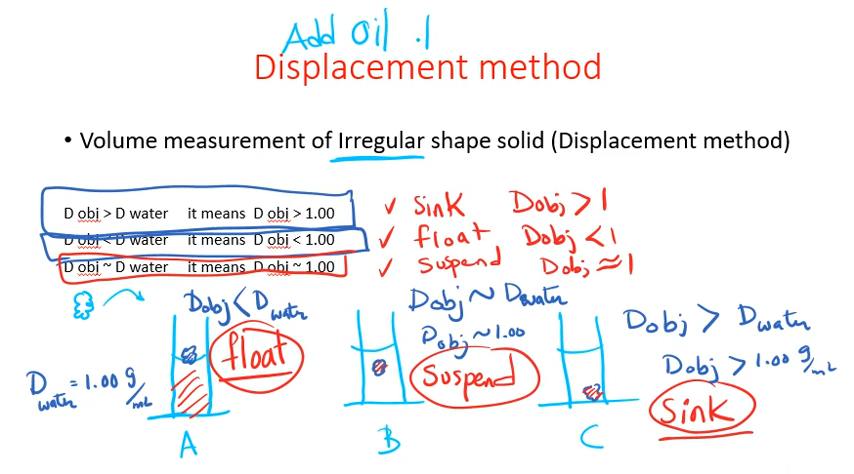 Add Oil .1
Displacement method
• Volume measurement of Irregular shape solid (Displacement method)
D obj > D water it means D obj > 1.00 ✓ Sink Dobj > 1
D obj < D water it means D obj < 1.00 ✓ float Dobj < 1
D obj ~ D water it means D obj ~ 1.00 ✓ Suspend Dobj ≈ 1
Dobj < Dwater
float
Dwater = 1.00 g/mL
A
Dobj ~ Dwater
Dobj ~ 1.00
Suspend
B
Dobj > Dwater
Dobj > 1.00 g/mL
Sink
C